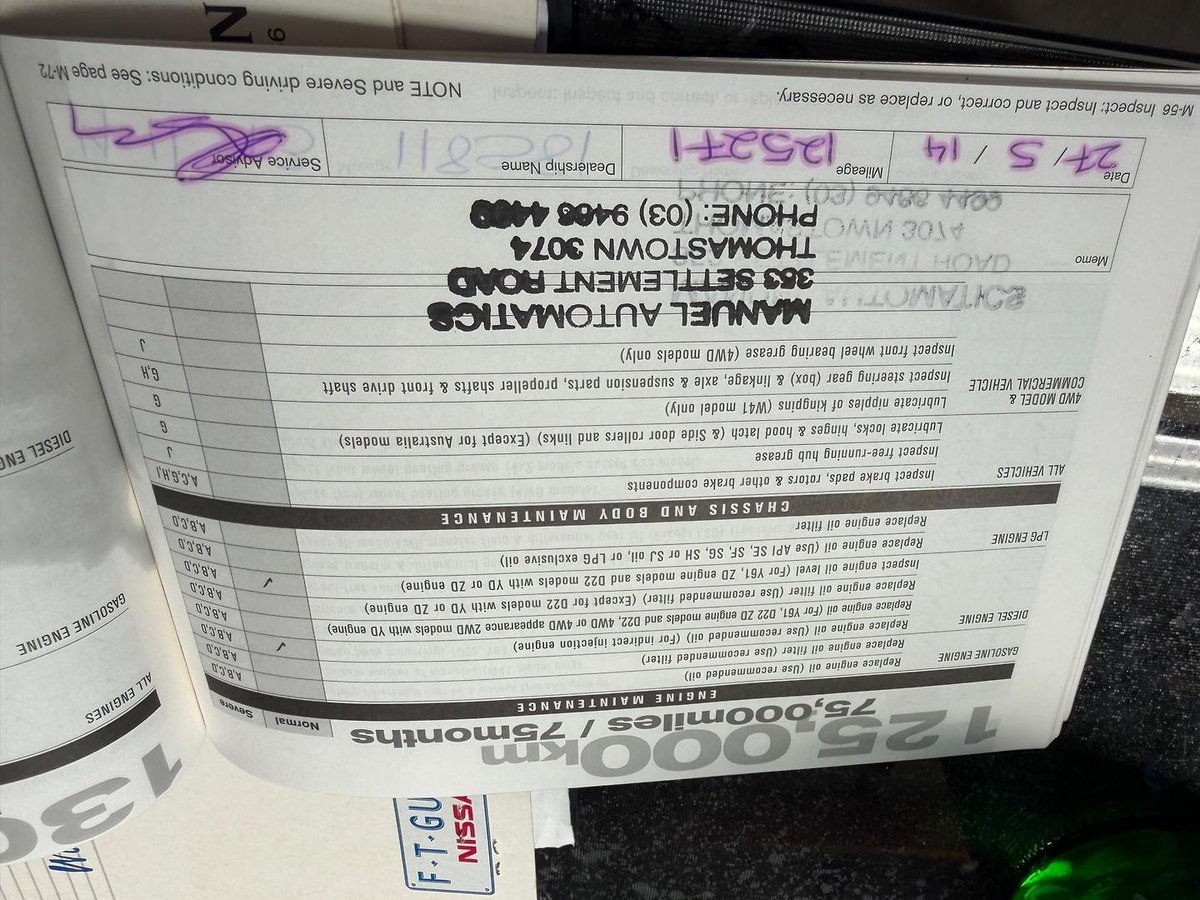 125,000km
75,000miles / 75months
Normal Severe
ENGINE MAINTENANCE
GASOLINE ENGINE
Replace engine oil (Use recommended oil) A,B,C,D
Replace engine oil filter (Use recommended filter) A,B,C,D
DIESEL ENGINE
Replace engine oil (Use recommended oil) (For indirect injection engine) ✓ A,B,C,D
Replace engine oil (For Y61, D22 ZD engine models and D22, 4WD or 4WD appearance 2WD models with YD engine) A,B,C,D
Replace engine oil filter (Use recommended filter) (Except for D22 models with YD or ZD engine) A,B,C,D
Inspect engine oil level (For Y61, ZD engine models and D22 models with YD or ZD engine) ✓ A,B,C,D
LPG ENGINE
Replace engine oil (Use API SE, SF, SG, SH or SJ oil, or LPG exclusive oil) A,B,C,D
Replace engine oil filter A,B,C,D
CHASSIS AND BODY MAINTENANCE
ALL VEHICLES
Inspect brake pads, rotors & other brake components A,C,G,H,I
Inspect free-running hub grease J
Lubricate locks, hinges & hood latch (& Side door rollers and links) (Except for Australia models) G
4WD MODEL &
COMMERCIAL VEHICLE
Lubricate nipples of kingpins (W41 model only) G
Inspect steering gear (box) & linkage, axle & suspension parts, propeller shafts & front drive shaft G,H
Inspect front wheel bearing grease (4WD models only) J
Memo
MANUEL AUTOMATICS
383 SETTLEMENT ROAD
THOMASTOWN 3074
PHONE: (03) 9466 4499
Date 27/5/14
Mileage 125271
Dealership Name
Service Advisor
M-56 Inspect: Inspect and correct, or replace as necessary.
NOTE and Severe driving conditions: See page M-72
130
ALL ENGINES
GASOLINE ENGINE
DIESEL ENG
F·T·GU
NISSA
N
9